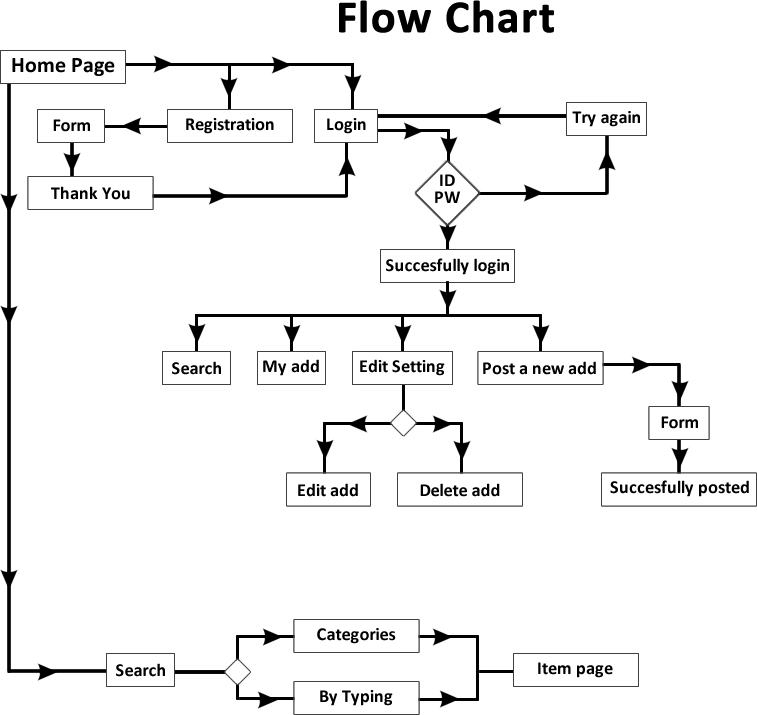 Flow Chart
Home Page
Form
Registration
Login
Try again
Thank You
ID
PW
Succesfully login
Search
My add
Edit Setting
Post a new add
Form
Edit add
Delete add
Succesfully posted
Categories
Search
Item page
By Typing